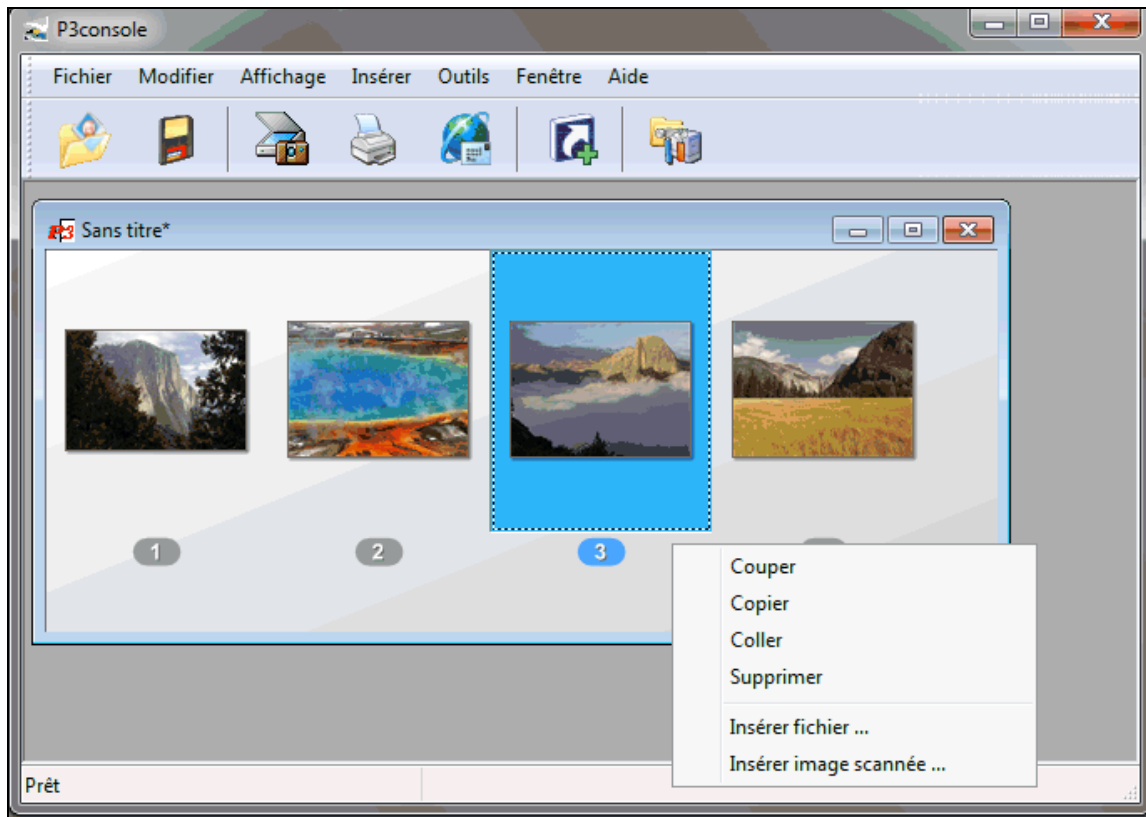 P3console
Fichier Modifier Affichage Insérer Outils Fenêtre Aide
P3 Sans titre*
1 2 3
Couper
Copier
Coller
Supprimer
Insérer fichier ...
Insérer image scannée ...
Prêt